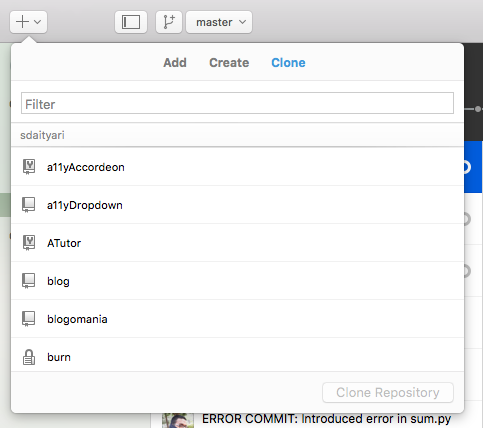 master
Add Create Clone
Filter
sdaityari
a11yAccordeon
a11yDropdown
ATutor
blog
blogomania
burn
Clone Repository
ERROR COMMIT: Introduced error in sum.py